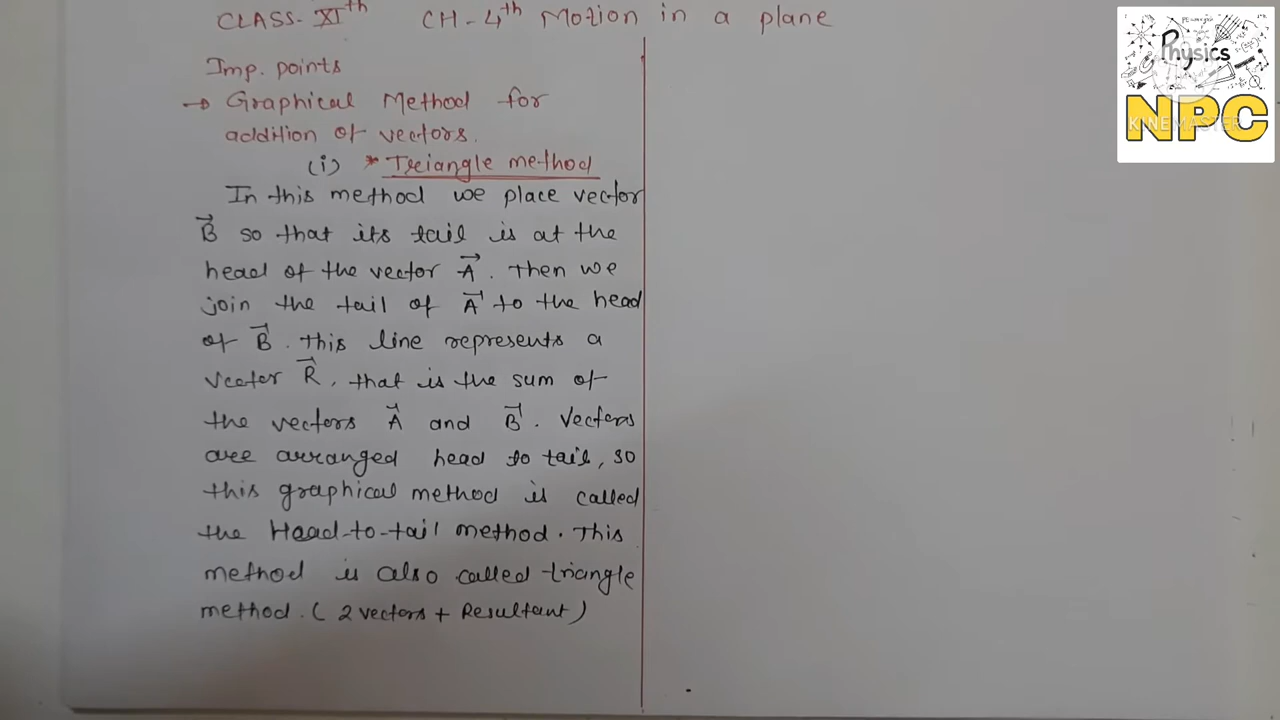 CLASS-XIth CH-4th Motion in a plane
Imp. points
→ Graphical Method for
addition of vectors.
(i) * Treiangle method
In this method we place vector
B⃗ so that its tail is at the
head of the vector A⃗. Then we
join the tail of A⃗ to the head
of B⃗. This line represents a
vector R⃗, that is the sum of
the vectors A⃗ and B⃗. Vectors
are arranged head to tail, so
this graphical method is called
the Head-to-tail method. This
method is also called triangle
method. ( 2 vectors + Resultant )
Physics
NPC
KINEMASTER